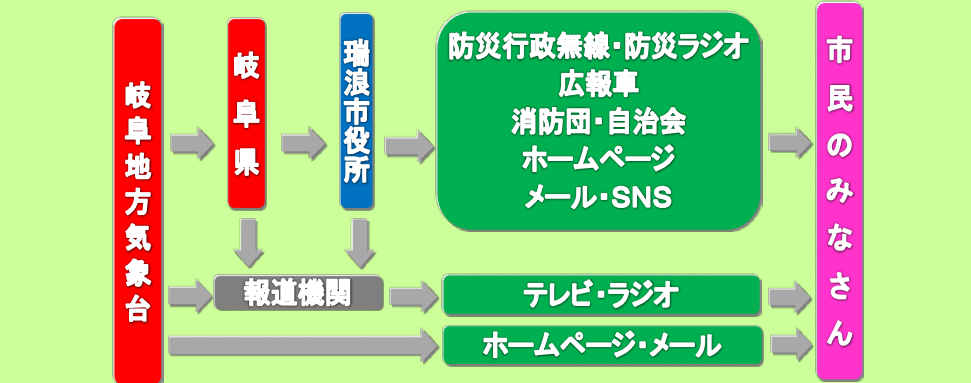 岐阜地方気象台
岐阜県
瑞浪市役所
防災行政無線・防災ラジオ
広報車
消防団・自治会
ホームページ
メール・SNS
市民のみなさん
報道機関
テレビ・ラジオ
ホームページ・メール